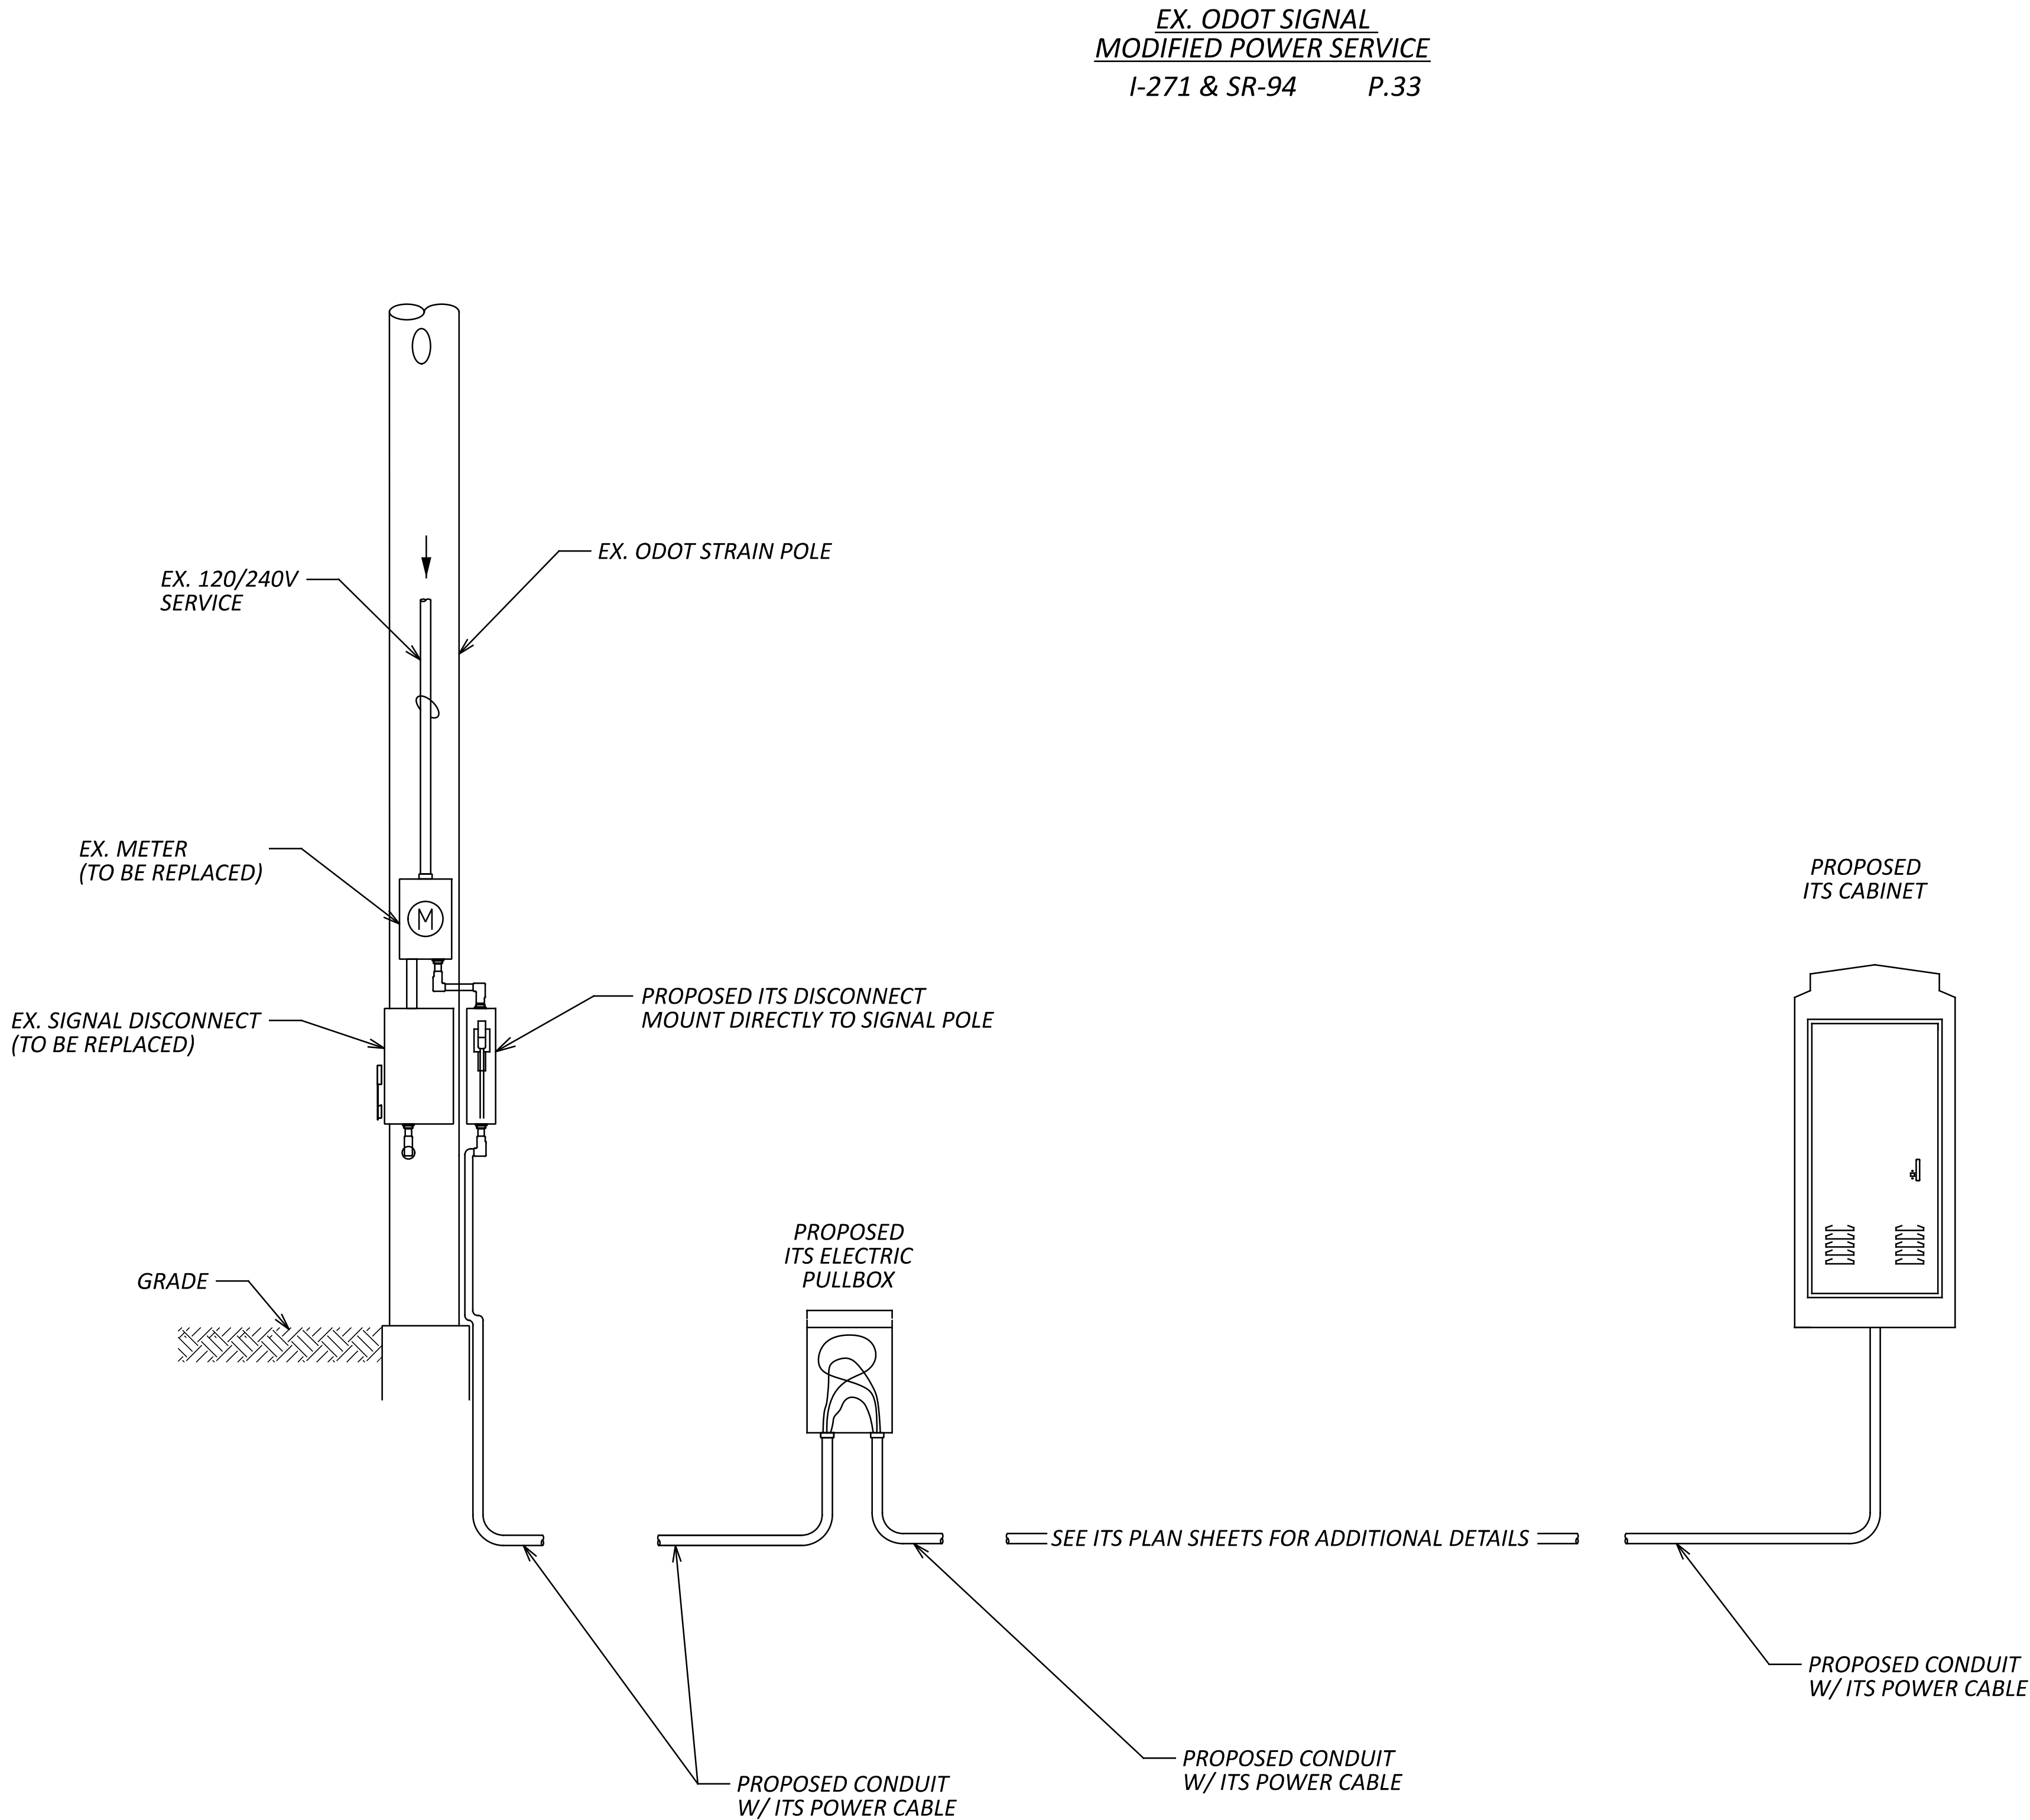 EX. ODOT SIGNAL
MODIFIED POWER SERVICE
I-271 & SR-94 P.33
EX. ODOT STRAIN POLE
EX. 120/240V
SERVICE
EX. METER
(TO BE REPLACED)
M
PROPOSED
ITS CABINET
PROPOSED ITS DISCONNECT
MOUNT DIRECTLY TO SIGNAL POLE
EX. SIGNAL DISCONNECT
(TO BE REPLACED)
PROPOSED
ITS ELECTRIC
PULLBOX
GRADE
SEE ITS PLAN SHEETS FOR ADDITIONAL DETAILS
PROPOSED CONDUIT
W/ ITS POWER CABLE
PROPOSED CONDUIT
W/ ITS POWER CABLE
PROPOSED CONDUIT
W/ ITS POWER CABLE